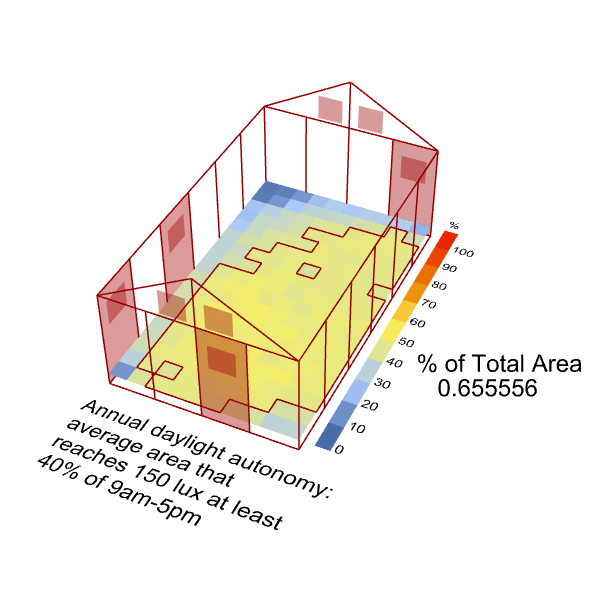 %
100
90
80
70
60
50
40
30
20
10
0
% of Total Area
0.655556
Annual daylight autonomy:
average area that
reaches 150 lux at least
40% of 9am-5pm